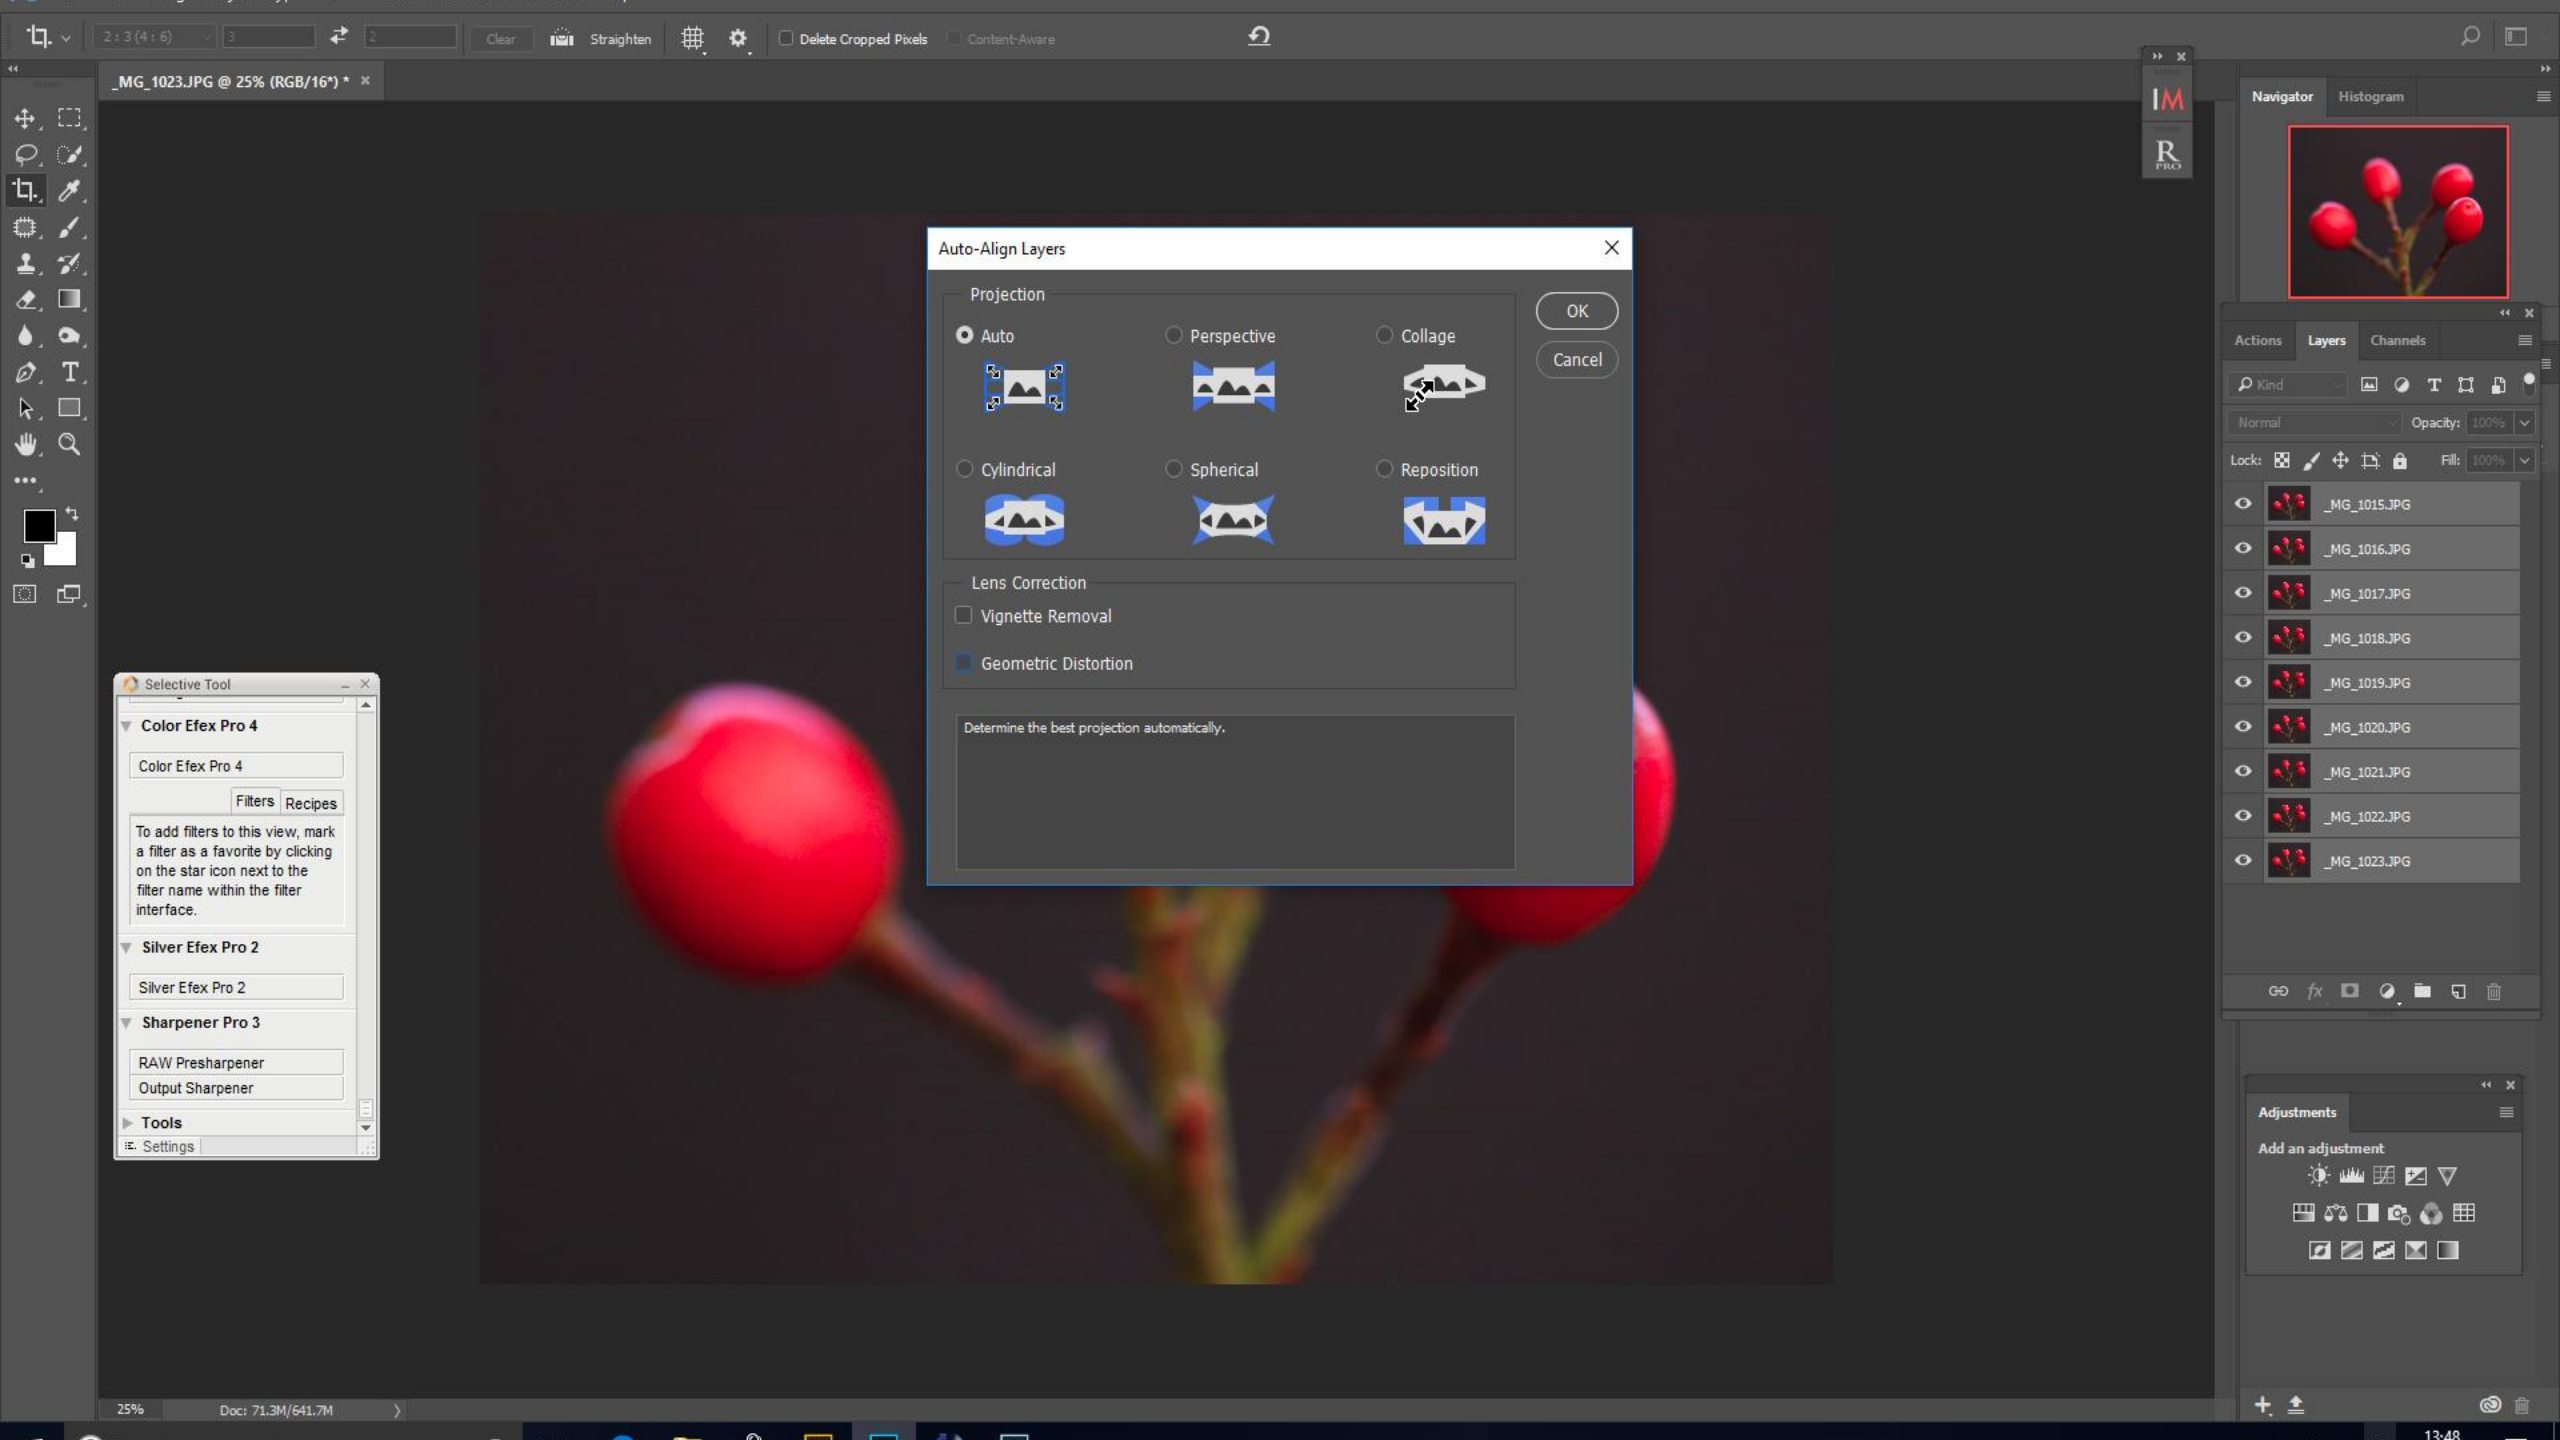 2 : 3 (4 : 6)
3
2
Clear
Straighten
Delete Cropped Pixels
Content-Aware
_MG_1023.JPG @ 25% (RGB/16*) *
IM
R
PRO
Navigator
Histogram
Auto-Align Layers
Projection
Auto
Perspective
Collage
Cylindrical
Spherical
Reposition
OK
Cancel
Lens Correction
Vignette Removal
Geometric Distortion
Determine the best projection automatically.
Actions
Layers
Channels
Kind
Normal
Opacity: 100%
Lock:
Fill: 100%
_MG_1015.JPG
_MG_1016.JPG
_MG_1017.JPG
_MG_1018.JPG
_MG_1019.JPG
_MG_1020.JPG
_MG_1021.JPG
_MG_1022.JPG
_MG_1023.JPG
fx
Selective Tool
Color Efex Pro 4
Color Efex Pro 4
Filters
Recipes
To add filters to this view, mark
a filter as a favorite by clicking
on the star icon next to the
filter name within the filter
interface.
Silver Efex Pro 2
Silver Efex Pro 2
Sharpener Pro 3
RAW Presharpener
Output Sharpener
Tools
Settings
Adjustments
Add an adjustment
25%
Doc: 71.3M/641.7M
13:48